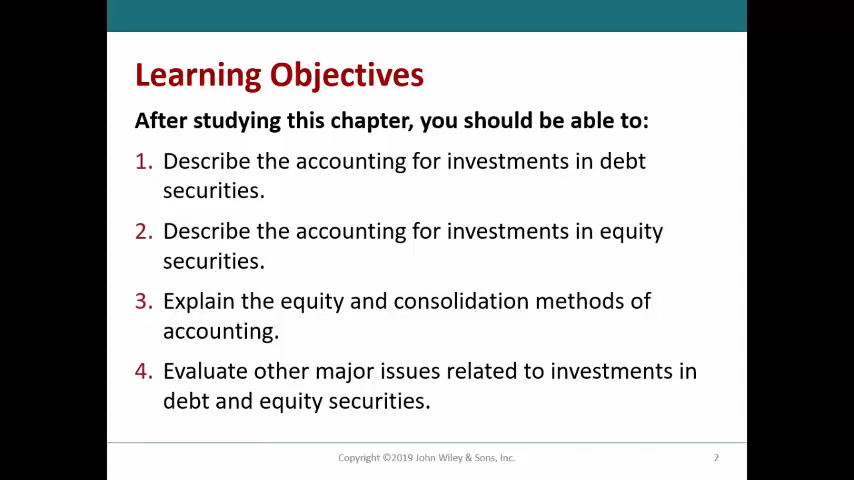 Learning Objectives
After studying this chapter, you should be able to:
1. Describe the accounting for investments in debt
securities.
2. Describe the accounting for investments in equity
securities.
3. Explain the equity and consolidation methods of
accounting.
4. Evaluate other major issues related to investments in
debt and equity securities.
Copyright ©2019 John Wiley & Sons, Inc.
2